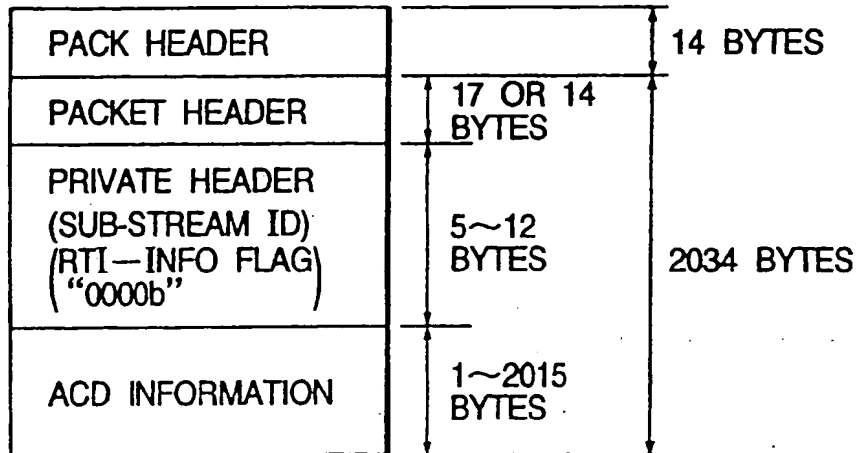 PACK HEADER
14 BYTES
PACKET HEADER
17 OR 14
BYTES
PRIVATE HEADER
(SUB-STREAM ID)
(RTI—INFO FLAG
"0000b")
5~12
BYTES
2034 BYTES
ACD INFORMATION
1~2015
BYTES